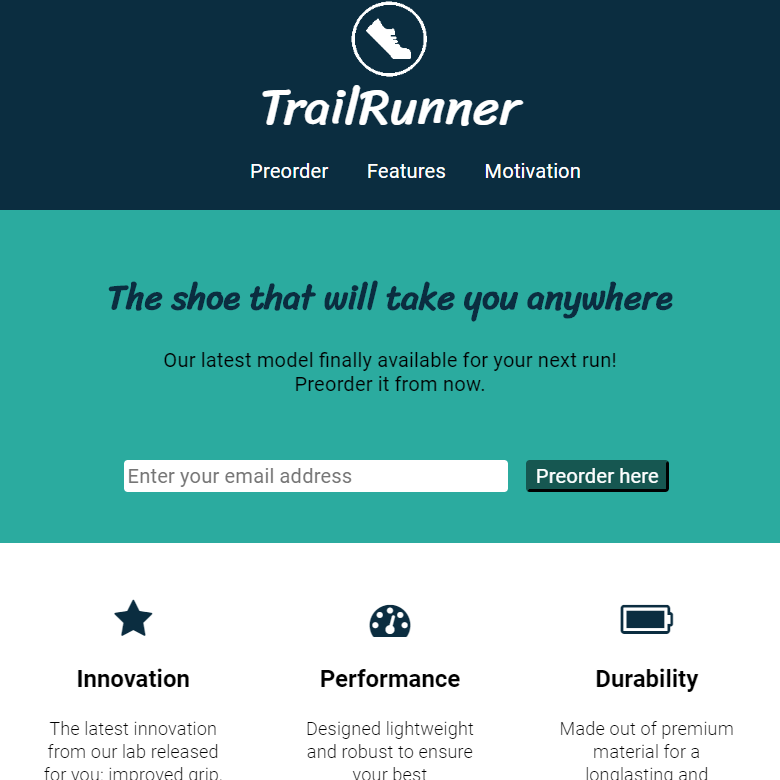 TrailRunner
Preorder Features Motivation
The shoe that will take you anywhere
Our latest model finally available for your next run!
Preorder it from now.
Enter your email address
Preorder here
Innovation
The latest innovation
from our lab released
for you: improved grip,
Performance
Designed lightweight
and robust to ensure
your best
Durability
Made out of premium
material for a
longlasting and